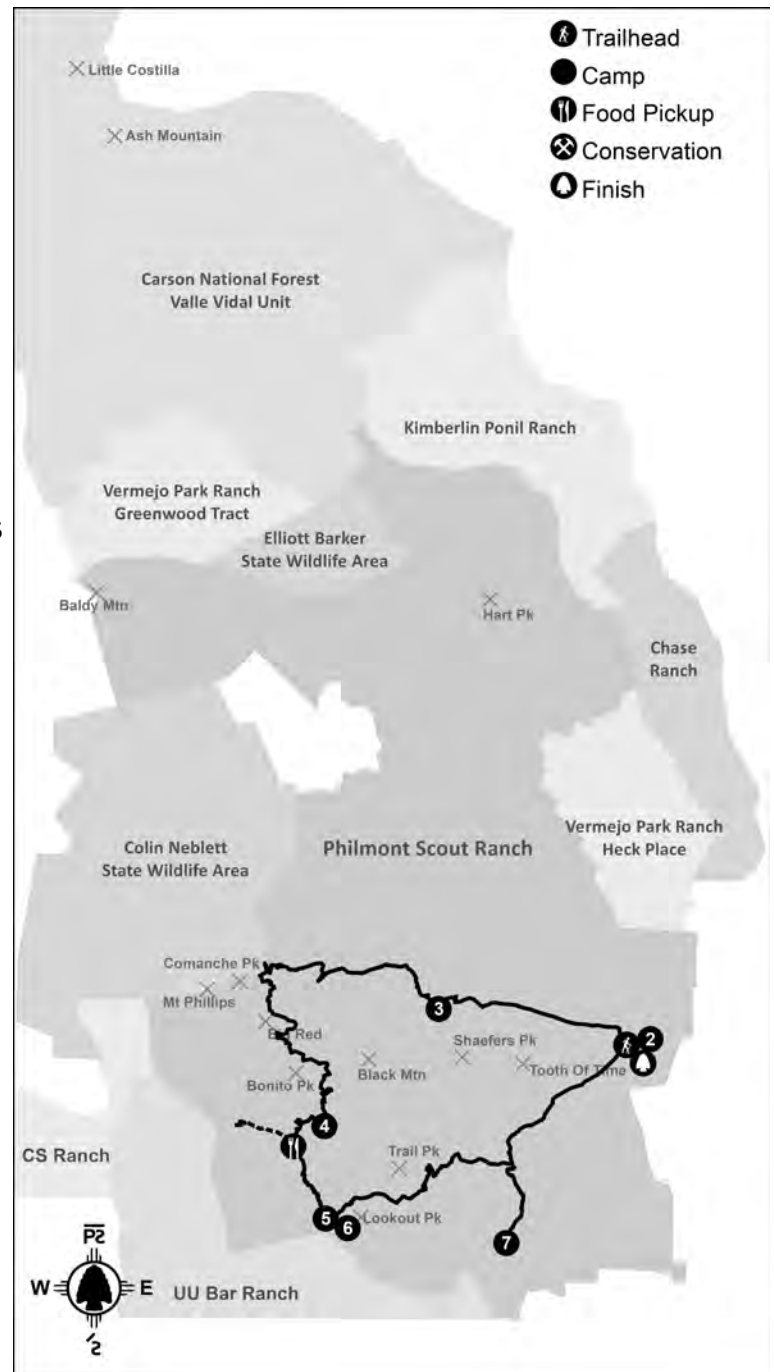 Trailhead
Camp
Food Pickup
Conservation
Finish
Little Costilla
Ash Mountain
Carson National Forest
Valle Vidal Unit
Kimberlin Ponil Ranch
Vermejo Park Ranch
Greenwood Tract
Elliott Barker
State Wildlife Area
s
Baldy Mtn
Hart Pk
Chase
Ranch
Colin Neblett
State Wildlife Area
Philmont Scout Ranch
Vermejo Park Ranch
Heck Place
Comanche Pk
Mt Phillips
3
Big Red
Shaefers Pk
2
Bonito Pk
Black Mtn
Tooth Of Time
4
CS Ranch
Trail Pk
5
6
Lookout Pk
7
W
E
UU Bar Ranch